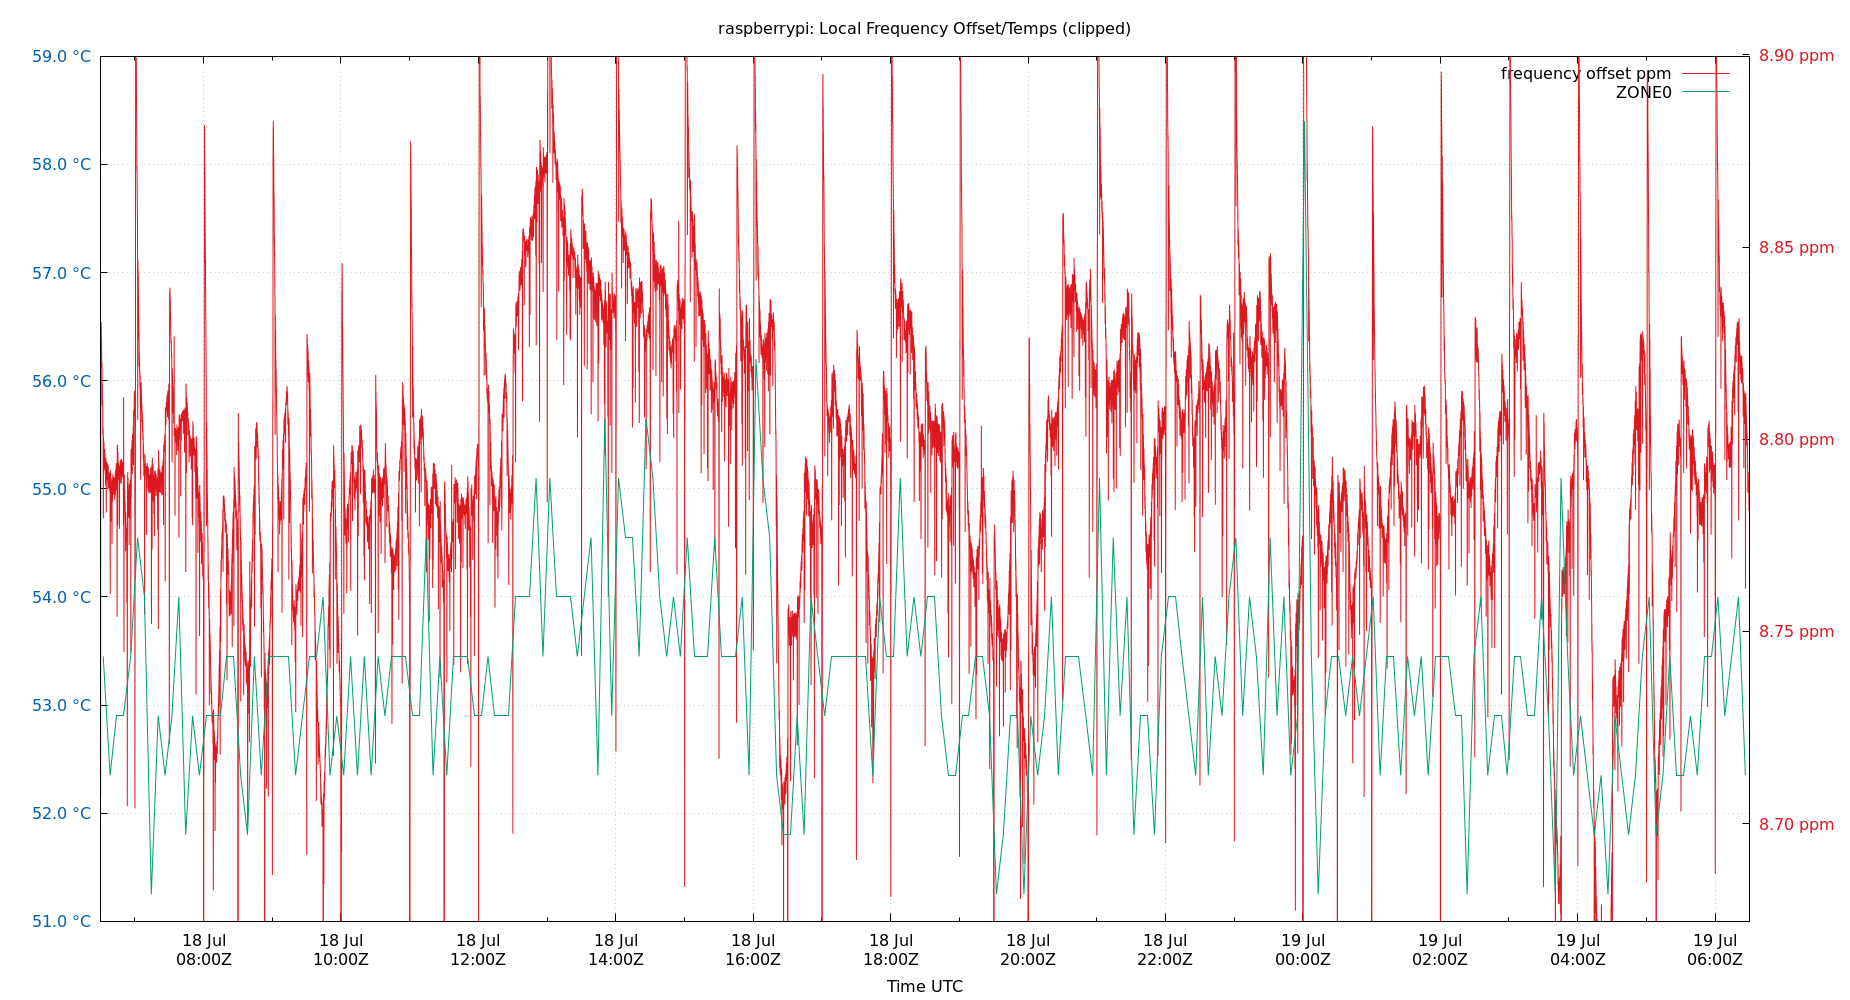 raspberrypi: Local Frequency Offset/Temps (clipped)
59.0 °C
58.0 °C
57.0 °C
56.0 °C
55.0 °C
54.0 °C
53.0 °C
52.0 °C
51.0 °C
8.90 ppm
8.85 ppm
8.80 ppm
8.75 ppm
8.70 ppm
frequency offset ppm
ZONE0
18 Jul 18 Jul 18 Jul 18 Jul 18 Jul 18 Jul 18 Jul 18 Jul 19 Jul 19 Jul 19 Jul 19 Jul
08:00Z 10:00Z 12:00Z 14:00Z 16:00Z 18:00Z 20:00Z 22:00Z 00:00Z 02:00Z 04:00Z 06:00Z
Time UTC